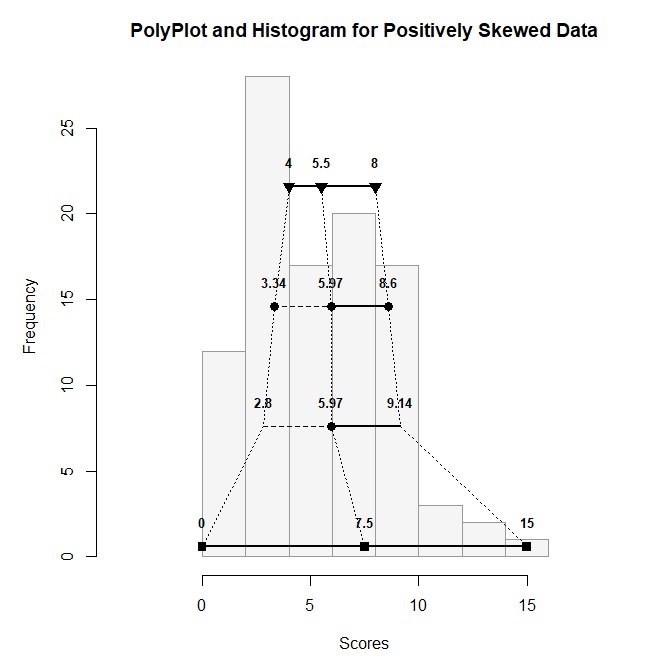 PolyPlot and Histogram for Positively Skewed Data
25
20
15
10
5
0
Frequency
4 5.5 8
3.34 5.97 8.6
2.8 5.97 9.14
0 7.5 15
0 5 10 15
Scores